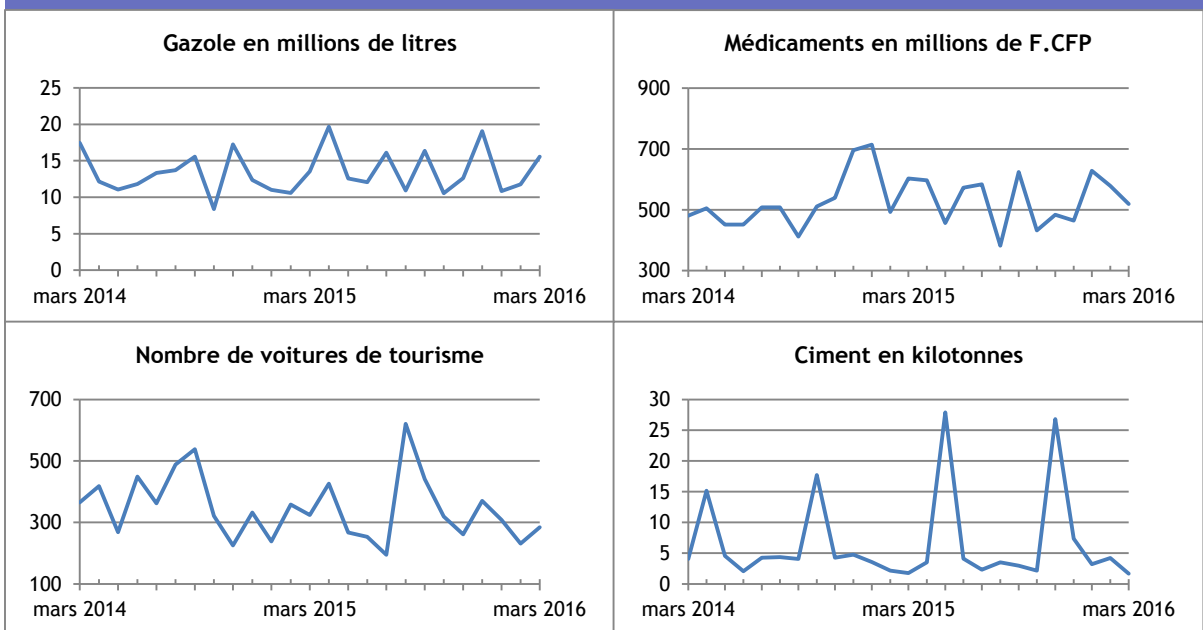 Gazole en millions de litres
25
20
15
10
5
0
mars 2014 mars 2015 mars 2016
Médicaments en millions de F.CFP
900
700
500
300
mars 2014 mars 2015 mars 2016
Nombre de voitures de tourisme
700
500
300
100
mars 2014 mars 2015 mars 2016
Ciment en kilotonnes
30
25
20
15
10
5
0
mars 2014 mars 2015 mars 2016